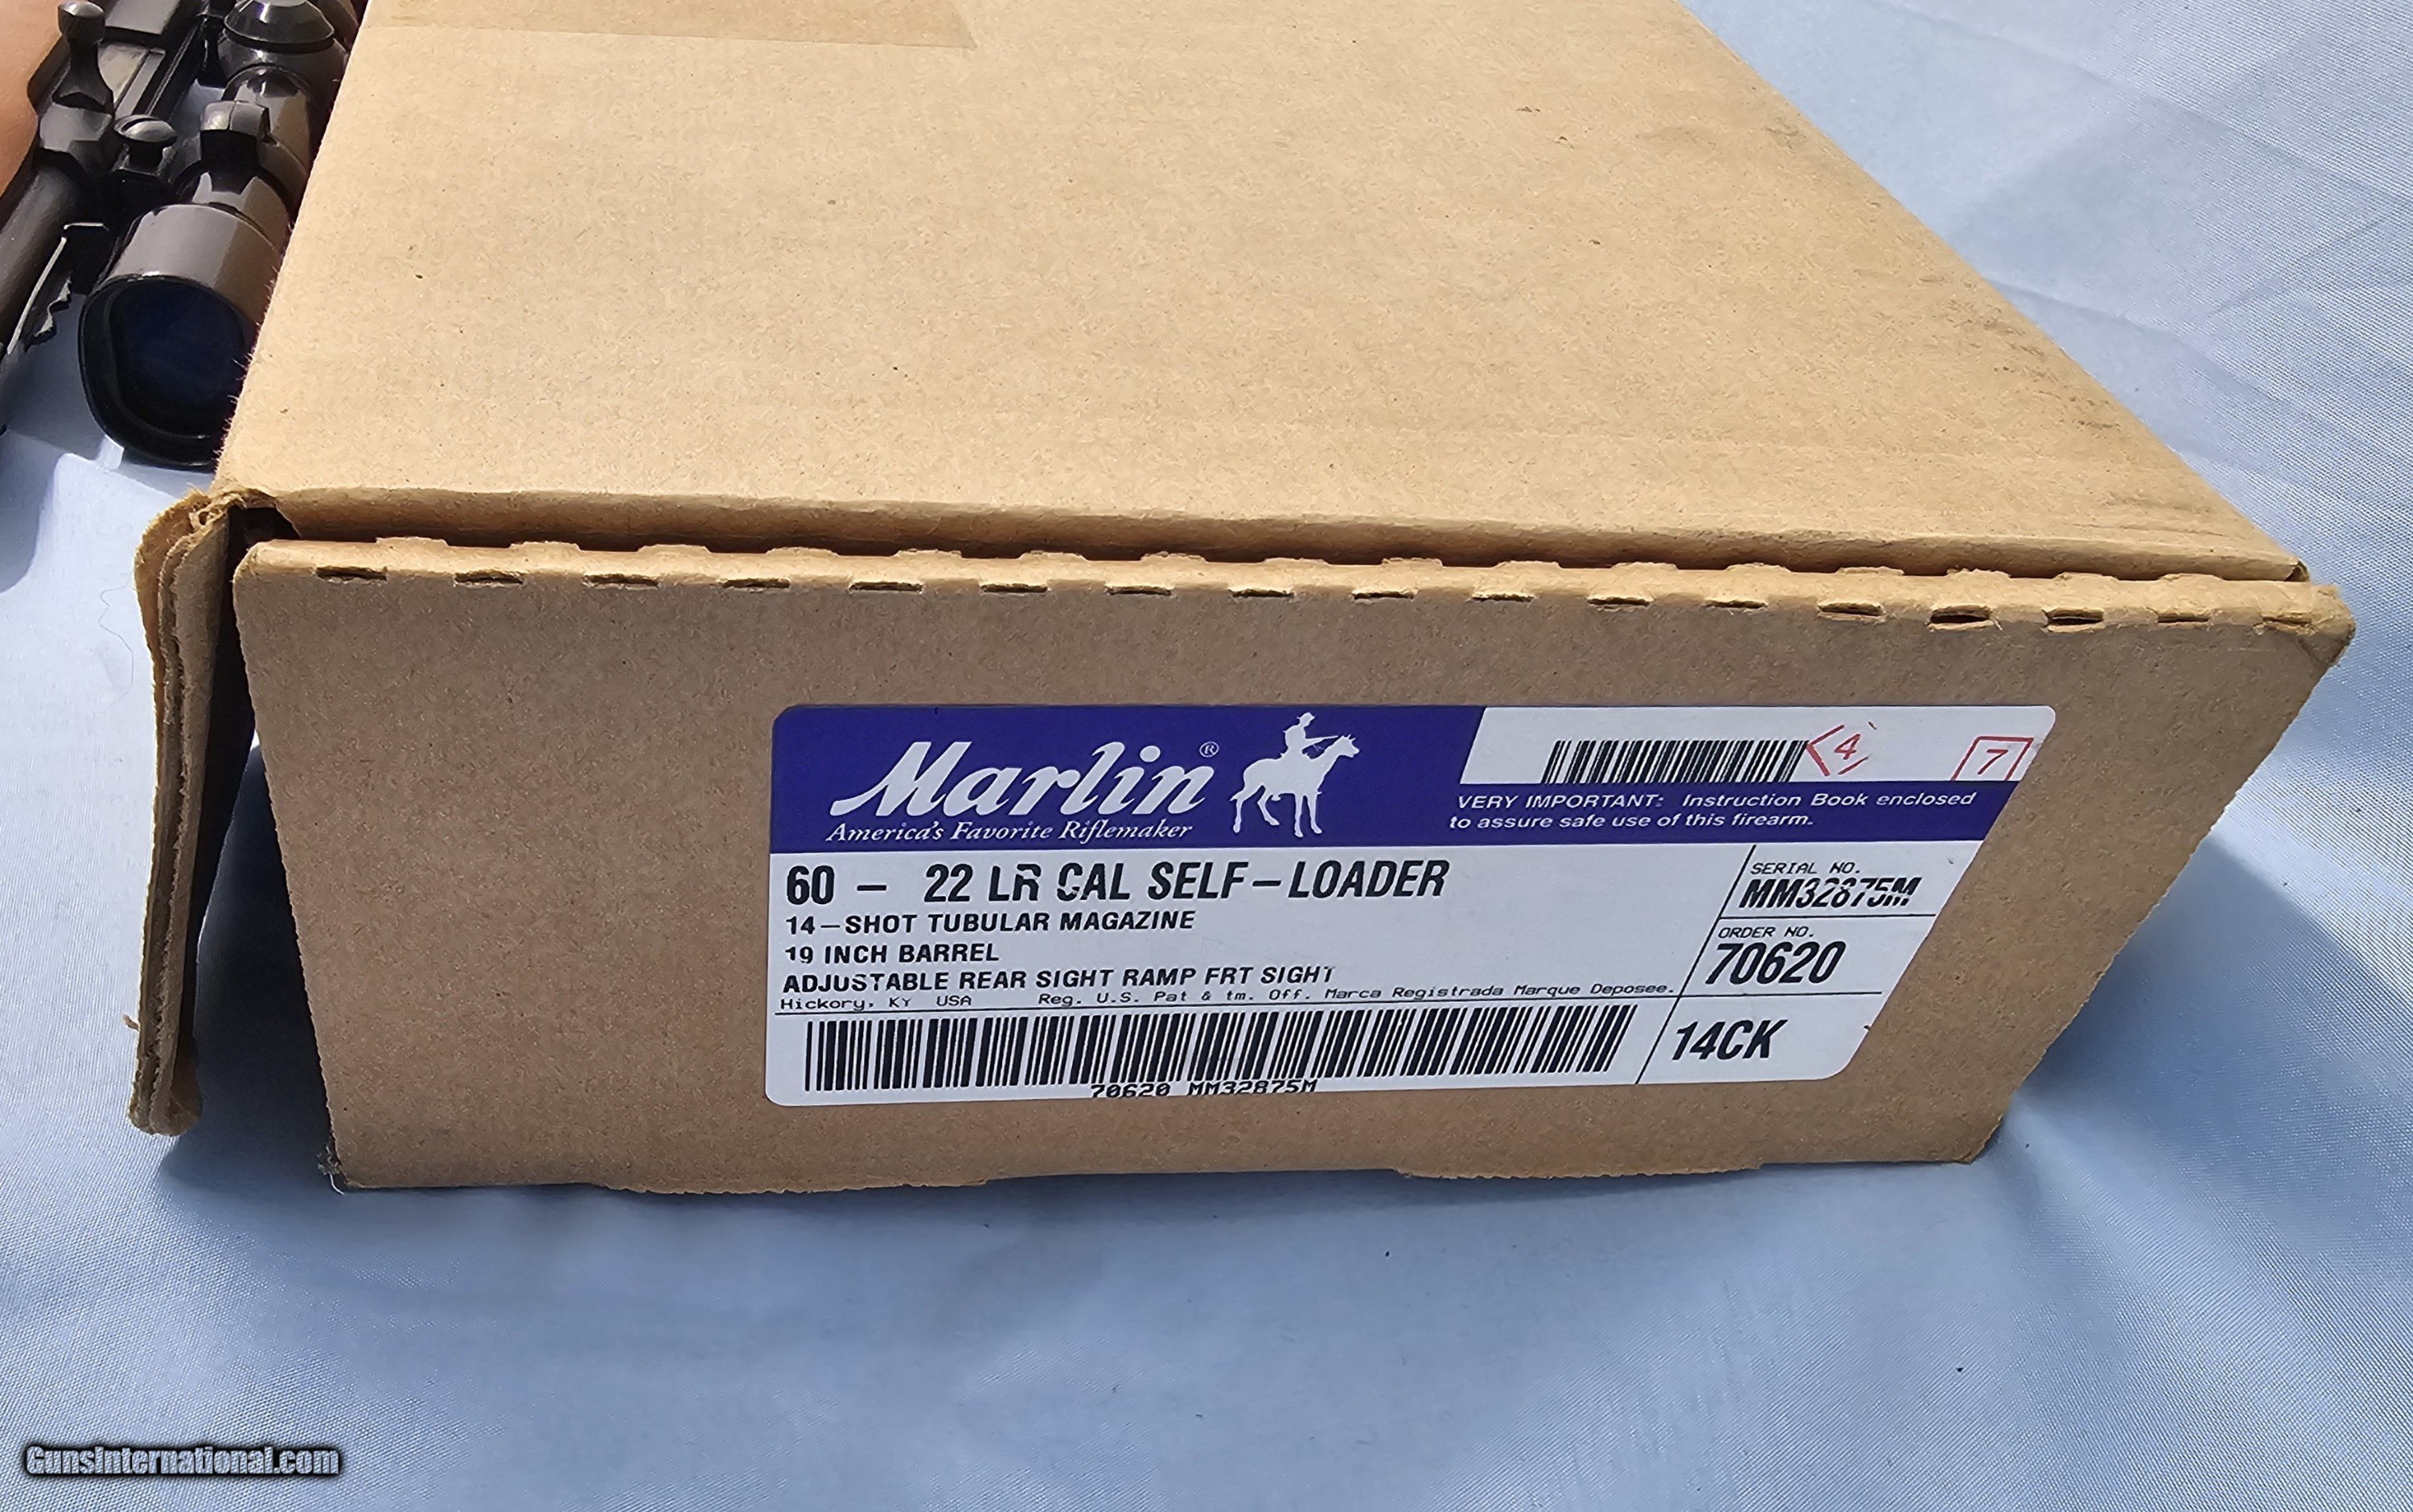 Marlin®
America's Favorite Riflemaker
4
7
VERY IMPORTANT: Instruction Book enclosed
to assure safe use of this firearm.
60 – 22 LR CAL SELF–LOADER
14–SHOT TUBULAR MAGAZINE
19 INCH BARREL
ADJUSTABLE REAR SIGHT RAMP FRT SIGHT
Hickory, KY USA Reg. U.S. Pat & tm. Off. Marca Registrada Marque Deposee.
SERIAL NO.
MM32875M
ORDER NO.
70620
14CK
70620 MM32875M
GunsInternational.com